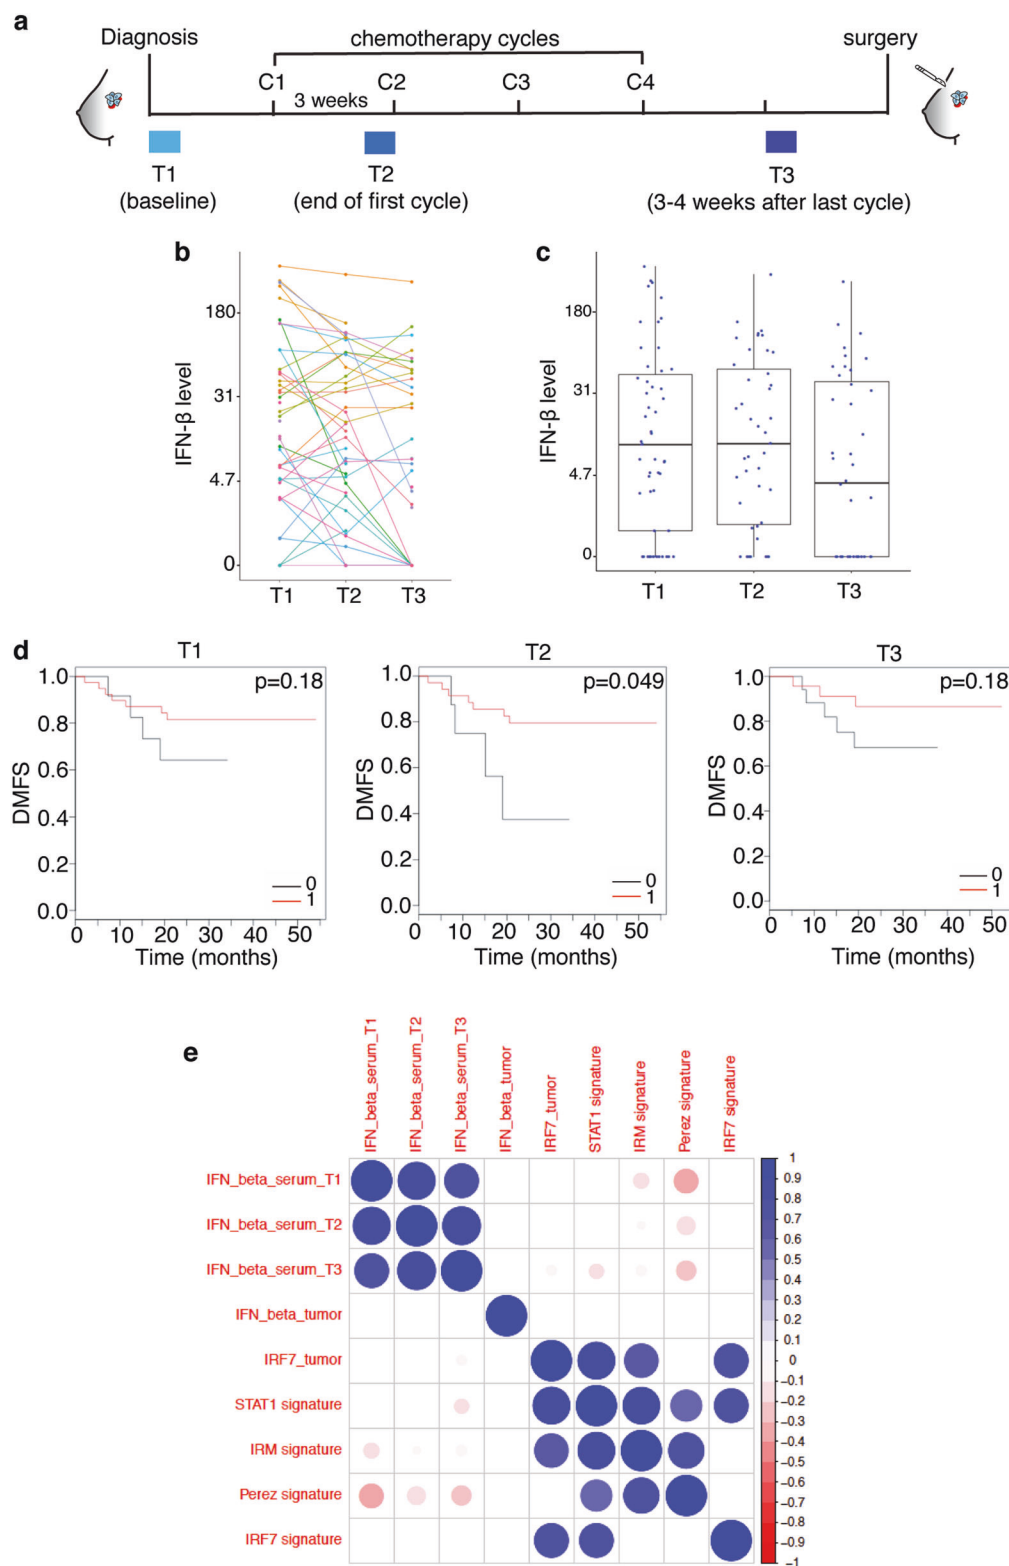 a
Diagnosis
chemotherapy cycles
surgery
C1
C2
C3
C4
3 weeks
T1
T2
T3
(baseline)
(end of first cycle)
(3-4 weeks after last cycle)
b
IFN-β level
180
31
4.7
0
T1
T2
T3
c
IFN-β level
180
31
4.7
0
T1
T2
T3
d
T1
p=0.18
DMFS
1.0
0.8
0.6
0.4
0.2
0.0
0
1
0 10 20 30 40 50
Time (months)
T2
p=0.049
DMFS
1.0
0.8
0.6
0.4
0.2
0.0
0
1
0 10 20 30 40 50
Time (months)
T3
p=0.18
DMFS
1.0
0.8
0.6
0.4
0.2
0.0
0
1
0 10 20 30 40 50
Time (months)
e
IFN_beta_serum_T1
IFN_beta_serum_T2
IFN_beta_serum_T3
IFN_beta_tumor
IRF7_tumor
STAT1 signature
IRM signature
Perez signature
IRF7 signature
IFN_beta_serum_T1
IFN_beta_serum_T2
IFN_beta_serum_T3
IFN_beta_tumor
IRF7_tumor
STAT1 signature
IRM signature
Perez signature
IRF7 signature
1
0.9
0.8
0.7
0.6
0.5
0.4
0.3
0.2
0.1
0
−0.1
−0.2
−0.3
−0.4
−0.5
−0.6
−0.7
−0.8
−0.9
−1